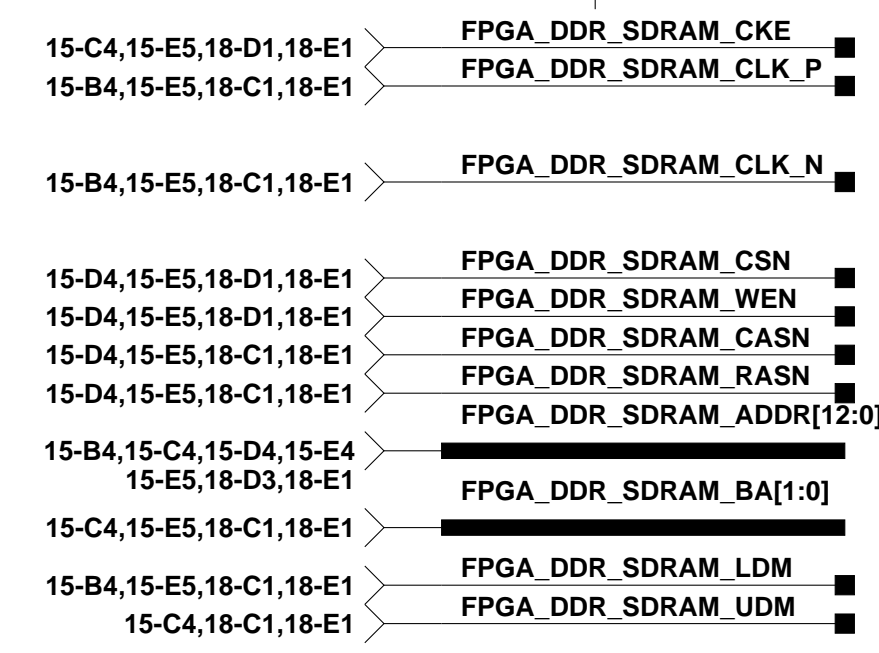 FPGA_DDR_SDRAM_CKE
15-C4,15-E5,18-D1,18-E1
FPGA_DDR_SDRAM_CLK_P
15-B4,15-E5,18-C1,18-E1
FPGA_DDR_SDRAM_CLK_N
15-B4,15-E5,18-C1,18-E1
FPGA_DDR_SDRAM_CSN
15-D4,15-E5,18-D1,18-E1
FPGA_DDR_SDRAM_WEN
15-D4,15-E5,18-D1,18-E1
FPGA_DDR_SDRAM_CASN
15-D4,15-E5,18-C1,18-E1
FPGA_DDR_SDRAM_RASN
15-D4,15-E5,18-C1,18-E1
FPGA_DDR_SDRAM_ADDR[12:0]
15-B4,15-C4,15-D4,15-E4
15-E5,18-D3,18-E1
FPGA_DDR_SDRAM_BA[1:0]
15-C4,15-E5,18-C1,18-E1
FPGA_DDR_SDRAM_LDM
15-B4,15-E5,18-C1,18-E1
FPGA_DDR_SDRAM_UDM
15-C4,18-C1,18-E1